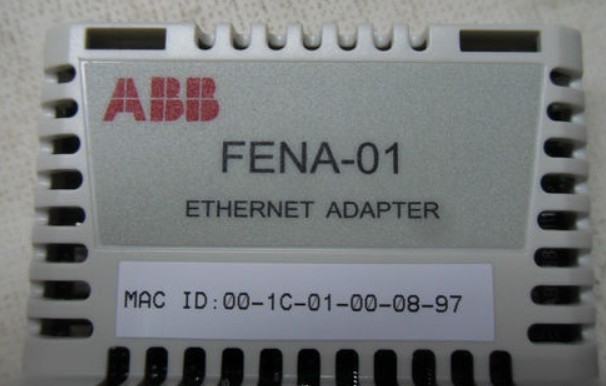 ABB
FENA-01
ETHERNET ADAPTER
MAC ID:00-1C-01-00-08-97